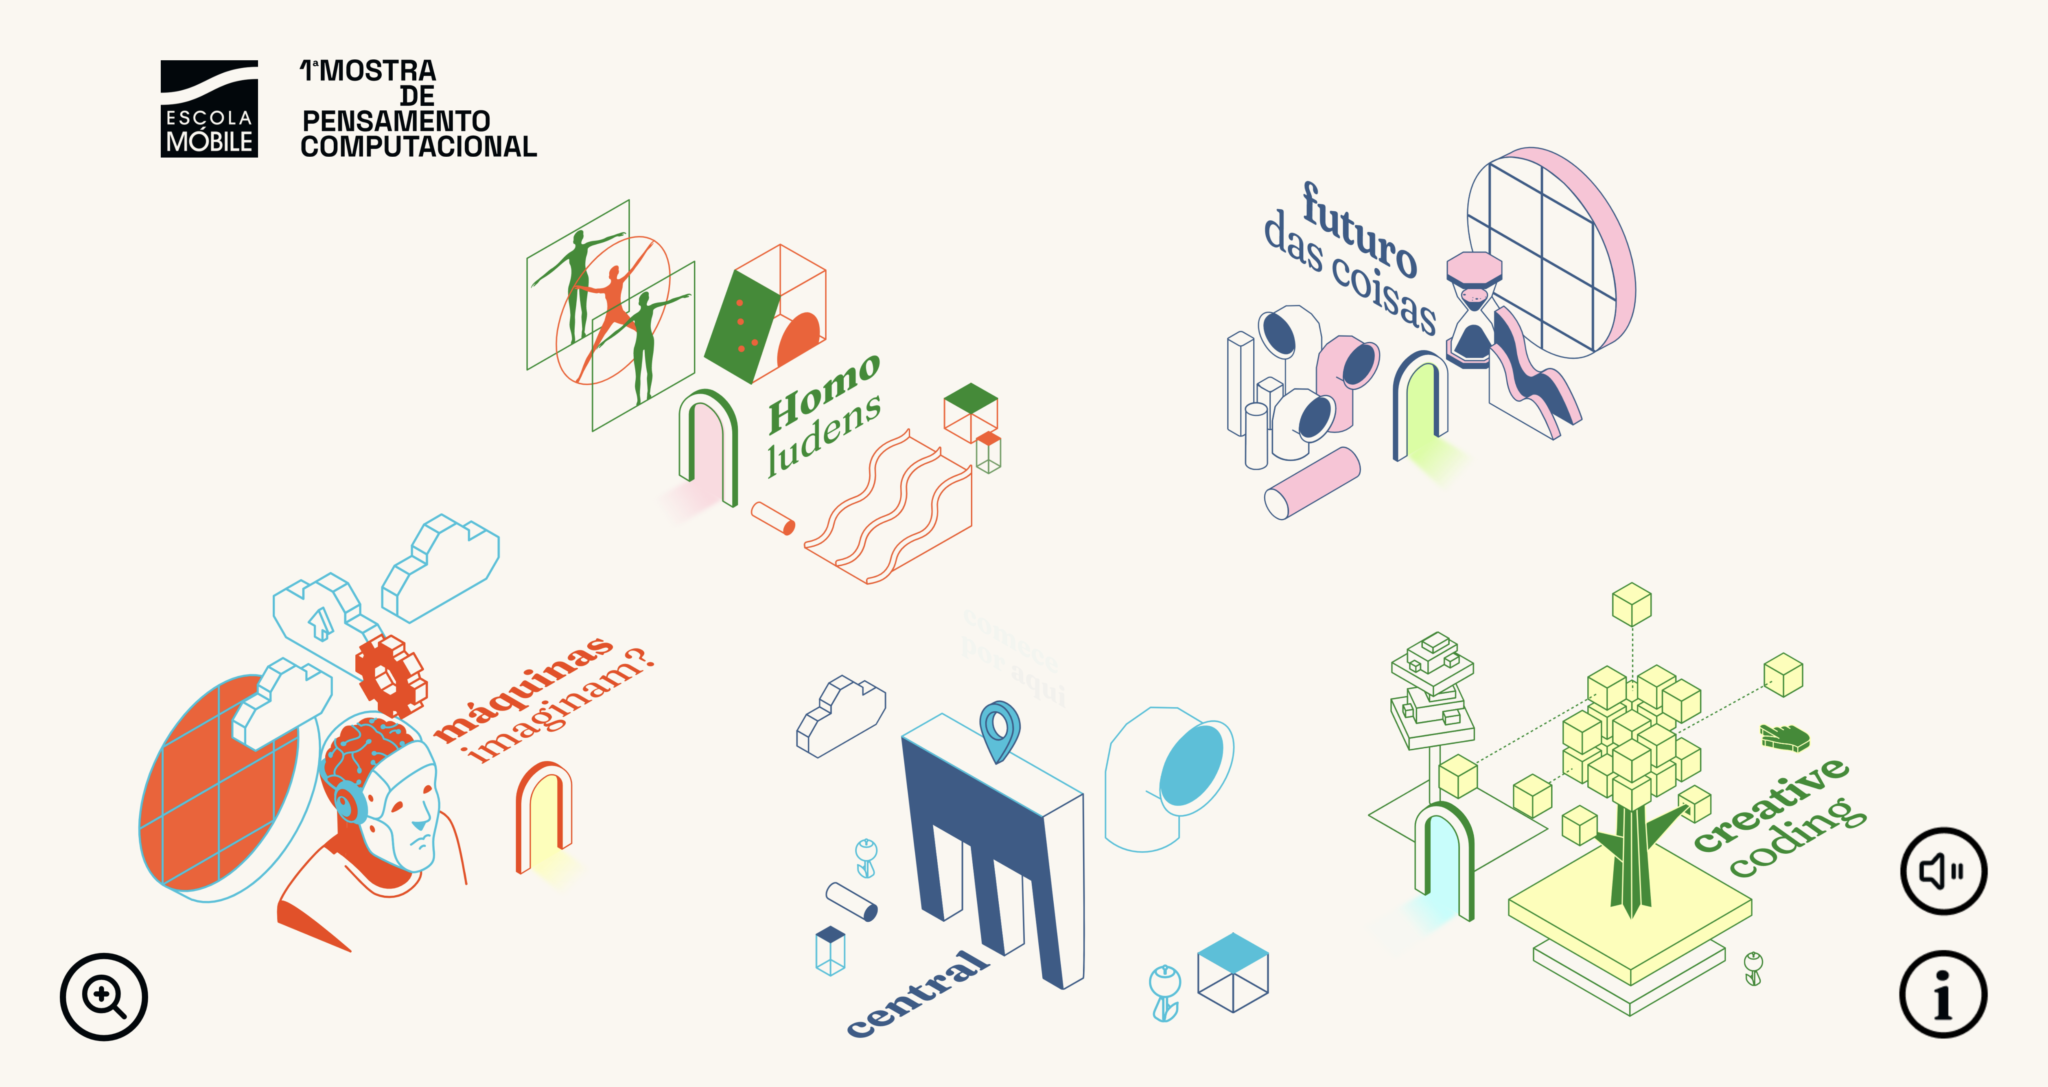 ESCOLA
MÓBILE
1ª MOSTRA
DE
PENSAMENTO
COMPUTACIONAL
futuro
das coisas
Homo
ludens
máquinas
imaginam?
comece
por aqui
creative
coding
central
i